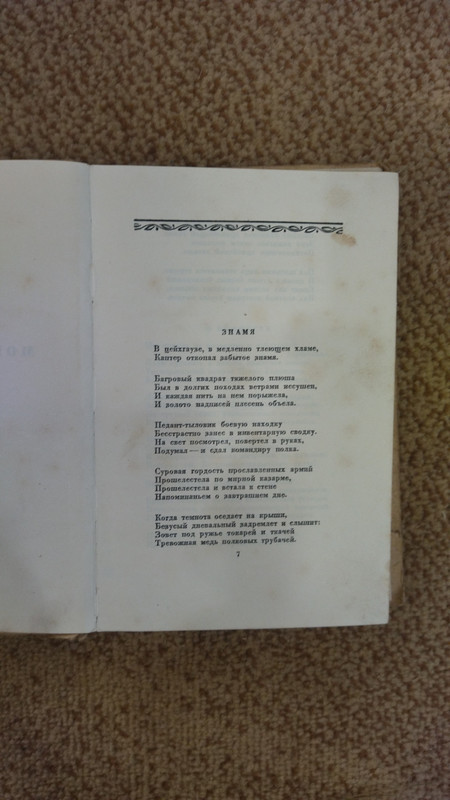 ЗНАМЯ
В цейхгаузе, в медленно тлеющем хламе,
Каптер откопал забытое знамя.
Багровый квадрат тяжелого плюша
Был в долгих походах ветрами иссушен,
И каждая нить на нем порыжела,
И золото надписей плесень объела.
Педант-тыловик боевую находку
Бесстрастно занес в инвентарную сводку.
На свет посмотрел, повертел в руках,
Подумал — и сдал командиру полка.
Суровая гордость прославленных армий
Прошелестела по мирной казарме,
Прошелестела и встала к стене
Напоминаньем о завтрашнем дне.
Когда темнота оседает на крыши,
Безусый дневальный задремлет и слышит:
Зовет под ружье токарей и ткачей
Тревожная медь полковых трубачей.
7